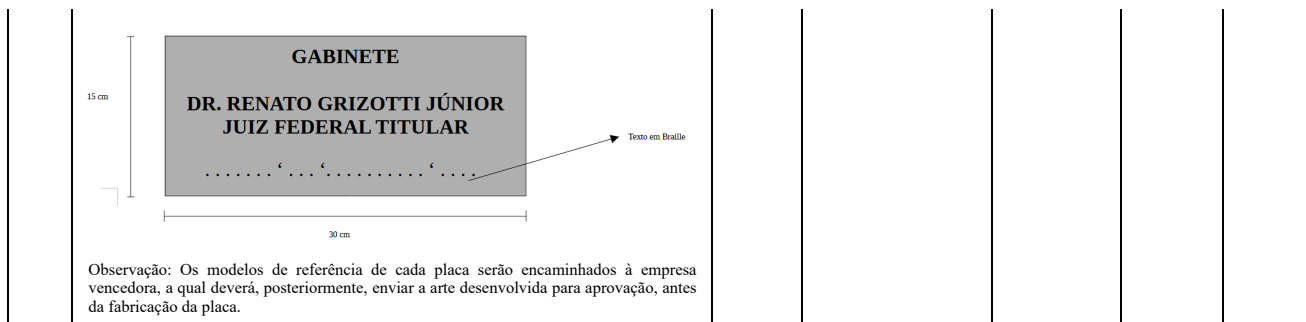 GABINETE
15 cm
DR. RENATO GRIZOTTI JÚNIOR
JUIZ FEDERAL TITULAR
Texto em Braille
. . . . . . . ‘ . . . ‘ . . . . . . . . . . ‘ . . . .
30 cm
Observação: Os modelos de referência de cada placa serão encaminhados à empresa
vencedora, a qual deverá, posteriormente, enviar a arte desenvolvida para aprovação, antes
da fabricação da placa.